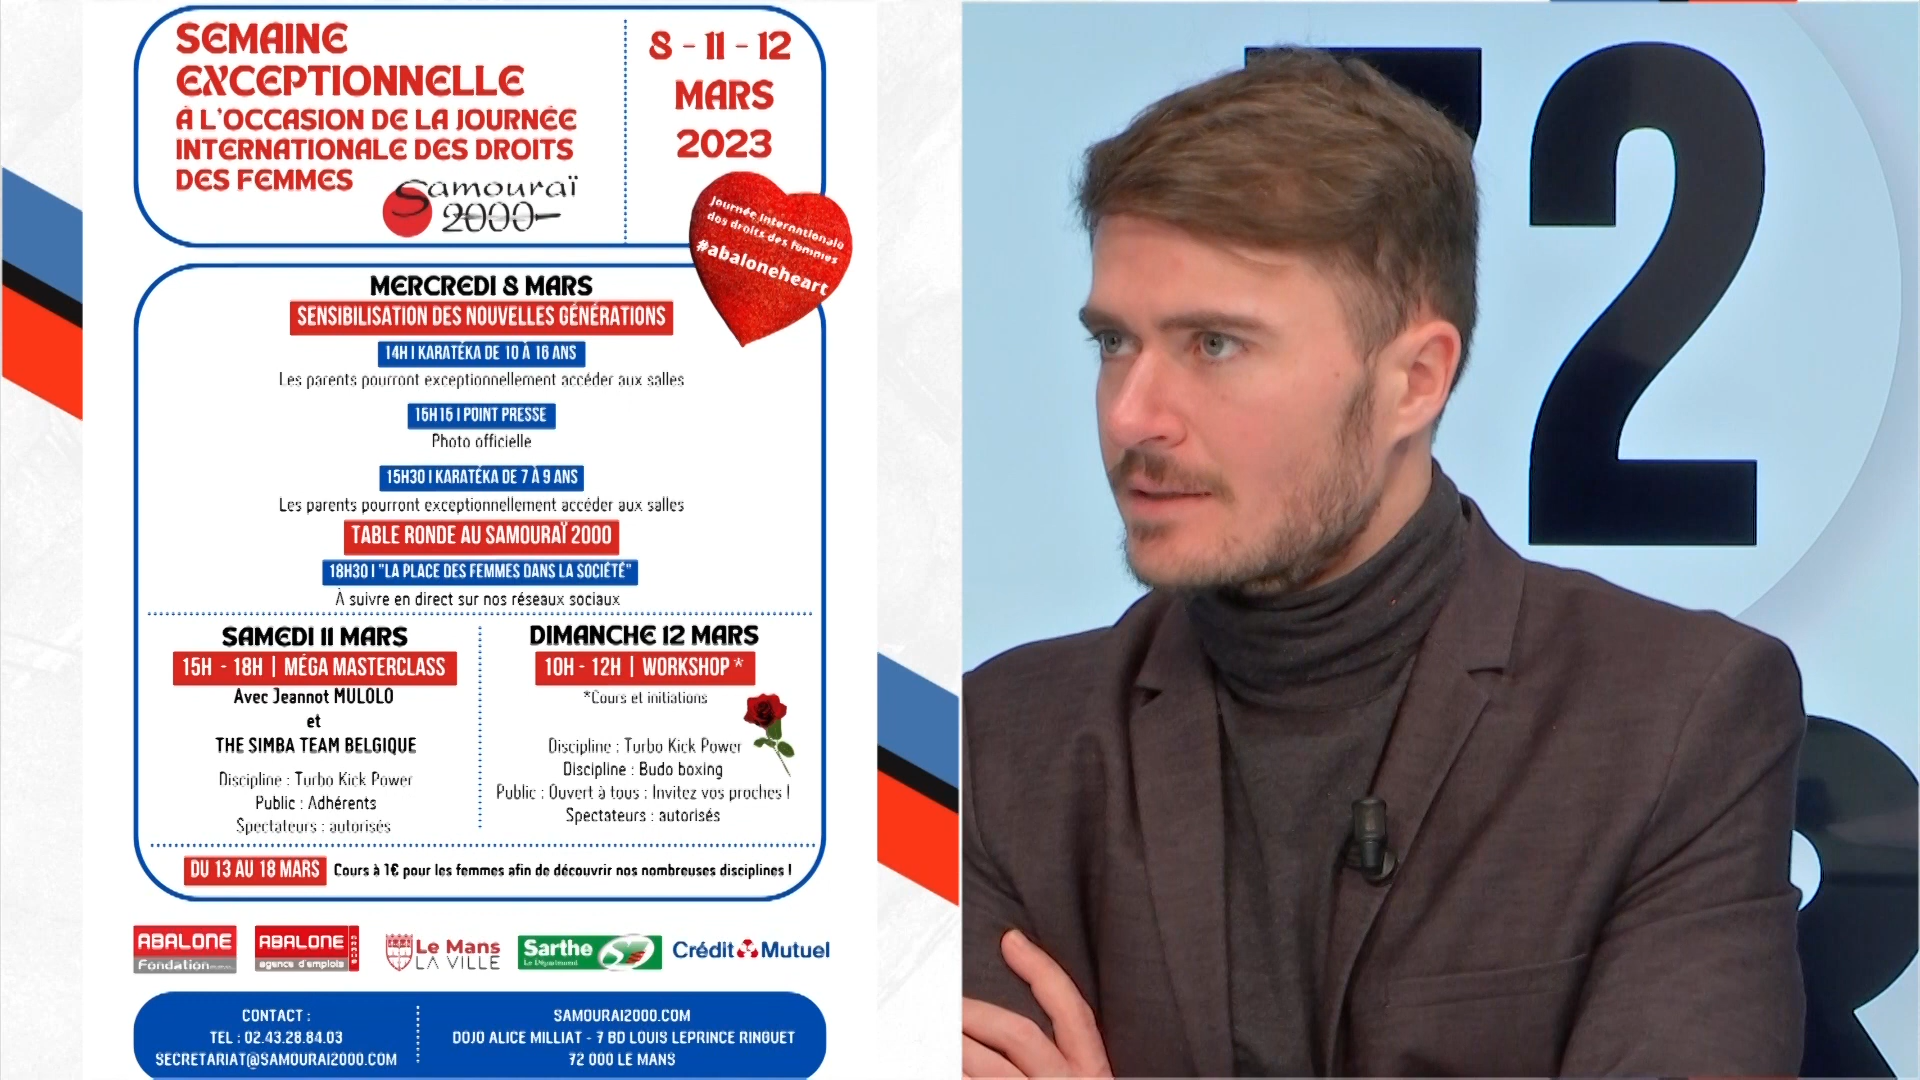 SEMAINE
EXCEPTIONNELLE
À L'OCCASION DE LA JOURNÉE
INTERNATIONALE DES DROITS
DES FEMMES
Samouraï
2000
8 - 11 - 12
MARS
2023
Journée internationale
des droits des femmes
#abaloneheart
MERCREDI 8 MARS
SENSIBILISATION DES NOUVELLES GÉNÉRATIONS
14H I KARATÉKA DE 10 À 16 ANS
Les parents pourront exceptionnellement accéder aux salles
15H15 I POINT PRESSE
Photo officielle
15H30 I KARATÉKA DE 7 À 9 ANS
Les parents pourront exceptionnellement accéder aux salles
TABLE RONDE AU SAMOURAÏ 2000
18H30 I "LA PLACE DES FEMMES DANS LA SOCIÉTÉ"
À suivre en direct sur nos réseaux sociaux
SAMEDI 11 MARS
15H - 18H | MÉGA MASTERCLASS
Avec Jeannot MULOLO
et
THE SIMBA TEAM BELGIQUE
Discipline : Turbo Kick Power
Public : Adhérents
Spectateurs : autorisés
DIMANCHE 12 MARS
10H - 12H | WORKSHOP *
*Cours et initiations
Discipline : Turbo Kick Power
Discipline : Budo boxing
Public : Ouvert à tous : Invitez vos proches !
Spectateurs : autorisés
DU 13 AU 18 MARS Cours à 1€ pour les femmes afin de découvrir nos nombreuses disciplines !
ABALONE
Fondation
ABALONE
agence d'emplois
Le Mans
LA VILLE
Sarthe
Le Département
Crédit Mutuel
CONTACT :
TEL : 02.43.28.84.03
SECRETARIAT@SAMOURAI2000.COM
SAMOURAI2000.COM
DOJO ALICE MILLIAT - 7 BD LOUIS LEPRINCE RINGUET
72 000 LE MANS
72
R